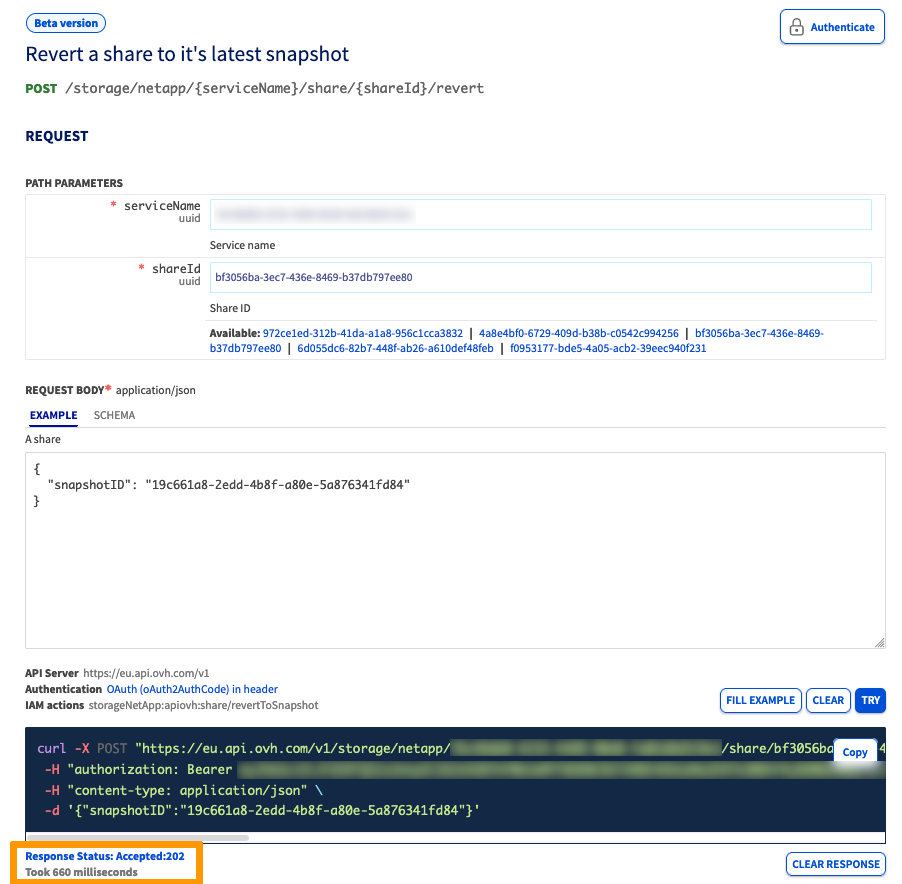 Beta version
Authenticate
Revert a share to it's latest snapshot
POST /storage/netapp/{serviceName}/share/{shareId}/revert
REQUEST
PATH PARAMETERS
* serviceName
uuid
Service name
* shareId
uuid
bf3056ba-3ec7-436e-8469-b37db797ee80
Share ID
Available: 972ce1ed-312b-41da-a1a8-956c1cca3832 | 4a8e4bf0-6729-409d-b38b-c0542c994256 | bf3056ba-3ec7-436e-8469-
b37db797ee80 | 6d055dc6-82b7-448f-ab26-a610def48feb | f0953177-bde5-4a05-acb2-39eec940f231
REQUEST BODY* application/json
EXAMPLE SCHEMA
A share
{
"snapshotID": "19c661a8-2edd-4b8f-a80e-5a876341fd84"
}
API Server https://eu.api.ovh.com/v1
Authentication OAuth (oAuth2AuthCode) in header
IAM actions storageNetApp:apiovh:share/revertToSnapshot
FILL EXAMPLE CLEAR TRY
curl -X POST "https://eu.api.ovh.com/v1/storage/netapp/ /share/bf3056ba
Copy
-H "authorization: Bearer
-H "content-type: application/json" \
-d '{"snapshotID":"19c661a8-2edd-4b8f-a80e-5a876341fd84"}'
Response Status: Accepted:202
Took 660 milliseconds
CLEAR RESPONSE